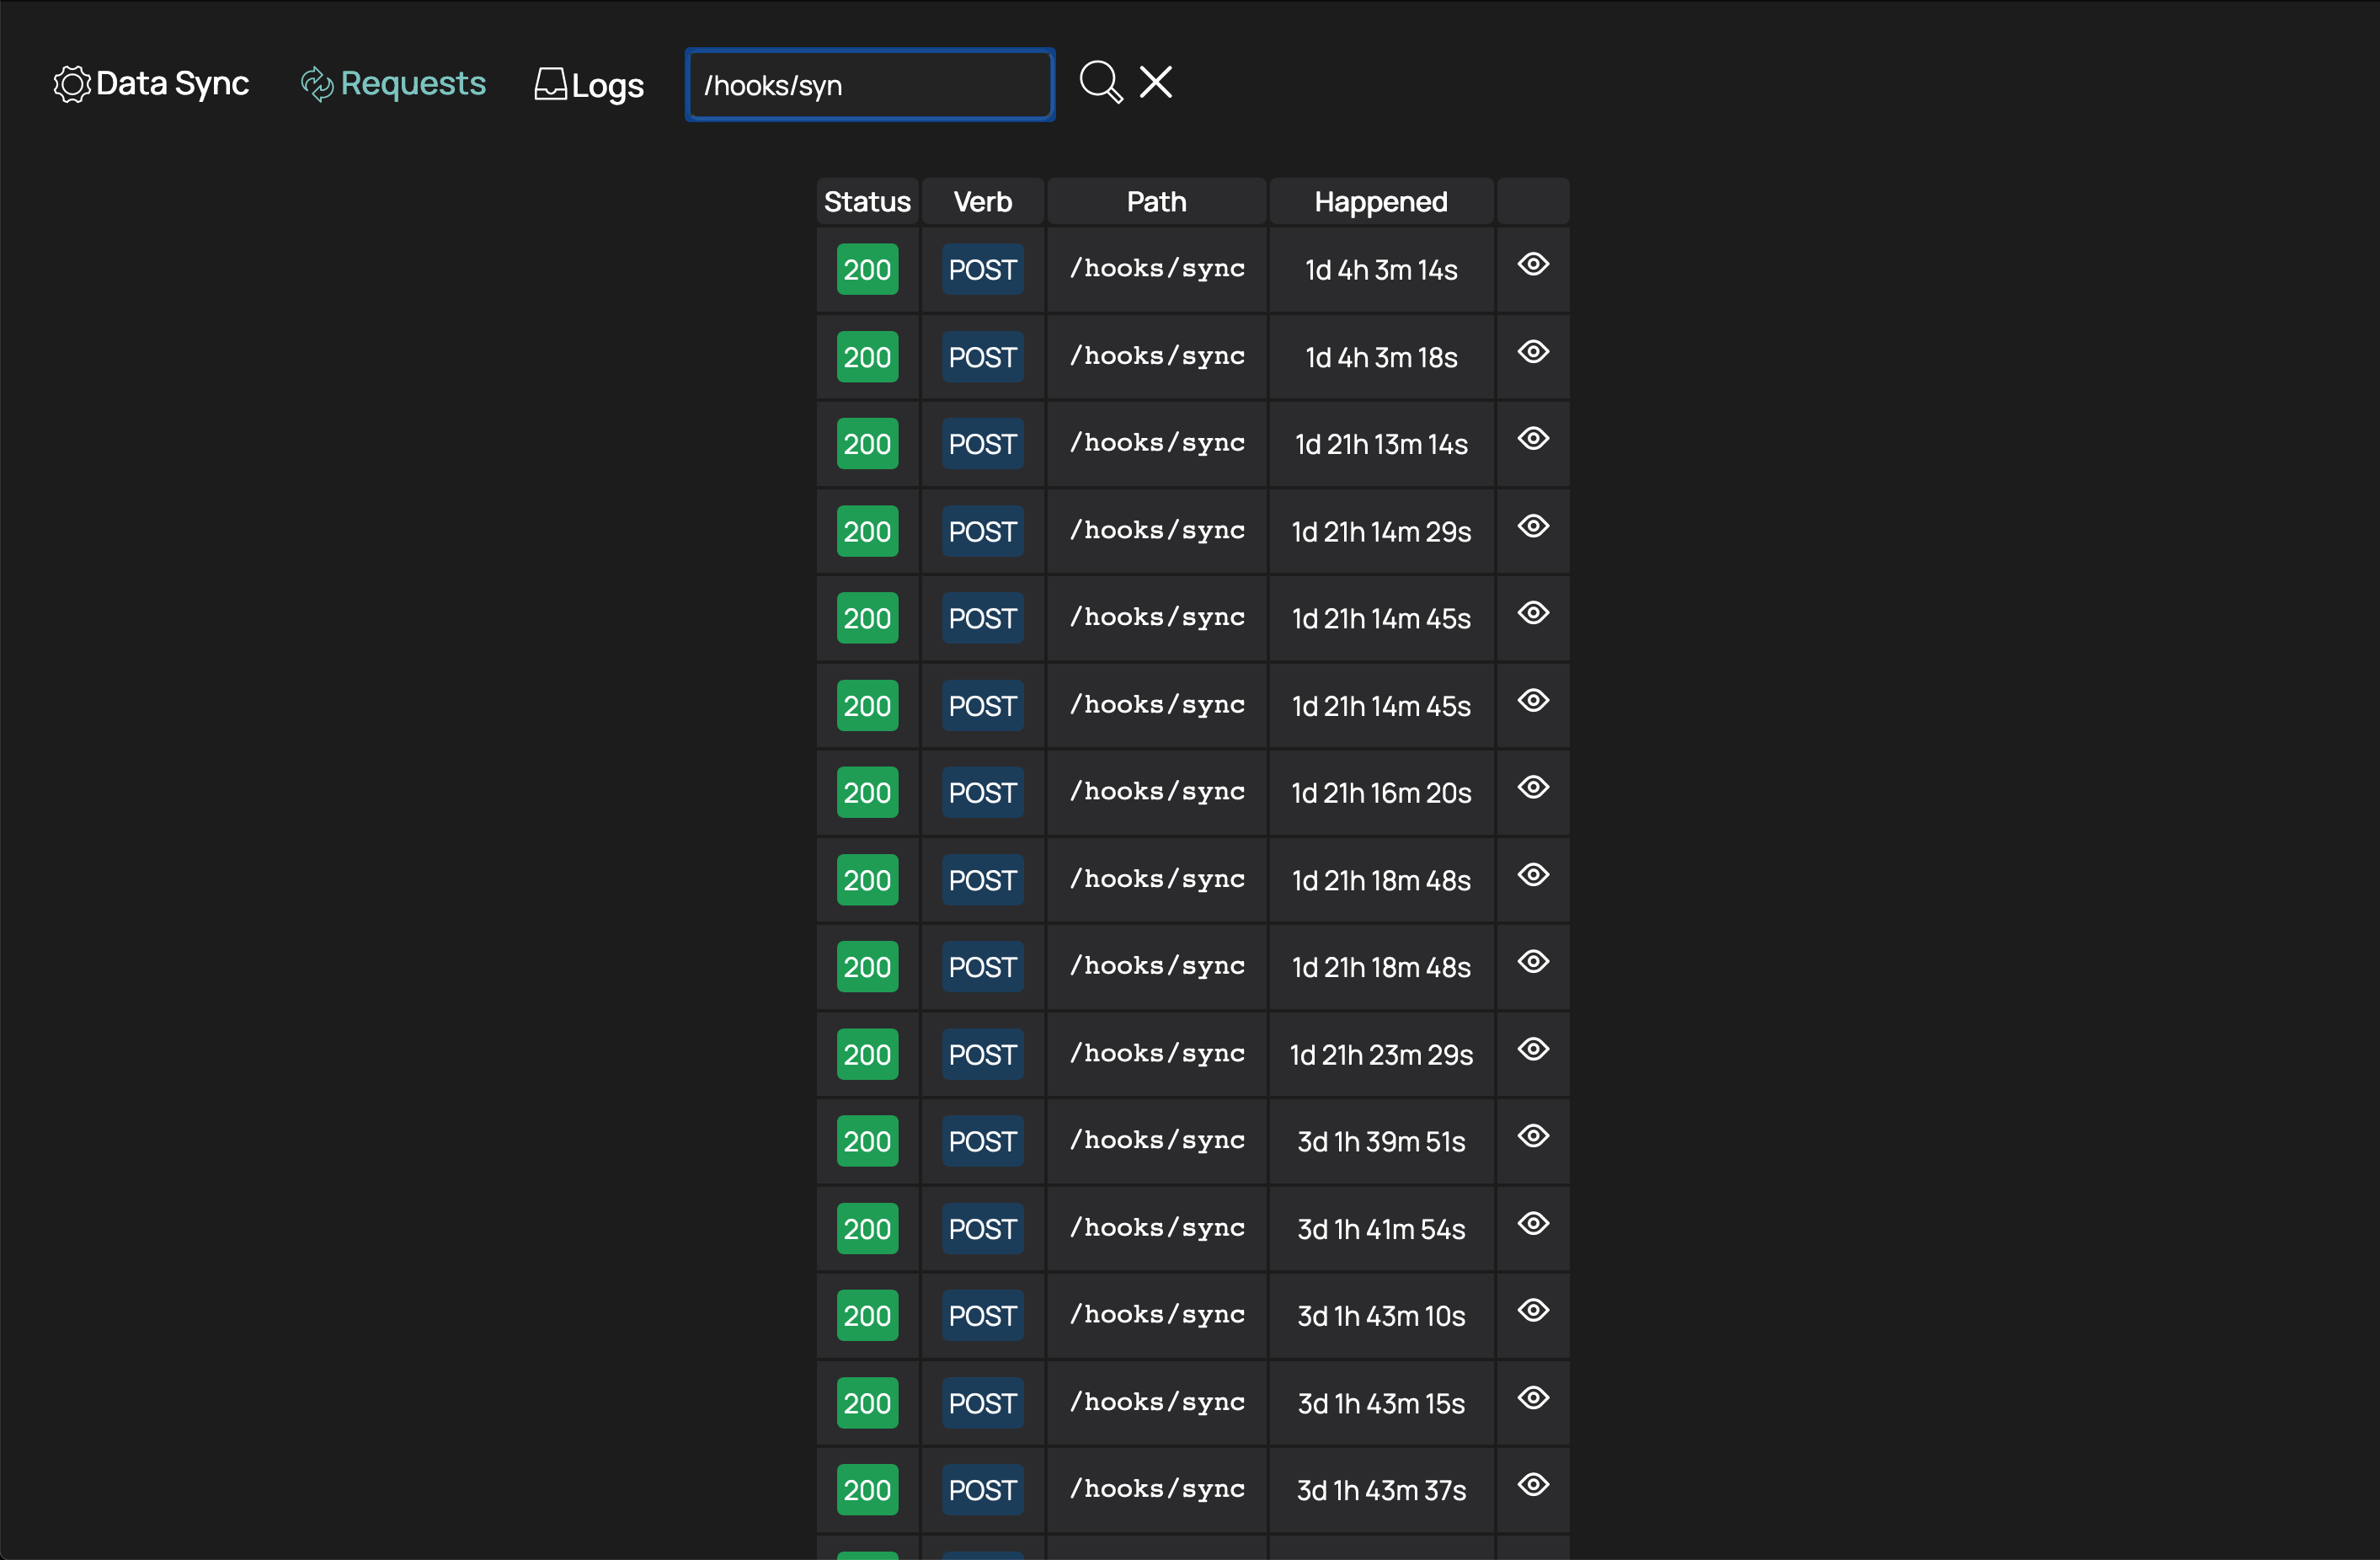 Data Sync Requests Logs /hooks/syn
Status Verb Path Happened
200 POST /hooks/sync 1d 4h 3m 14s
200 POST /hooks/sync 1d 4h 3m 18s
200 POST /hooks/sync 1d 21h 13m 14s
200 POST /hooks/sync 1d 21h 14m 29s
200 POST /hooks/sync 1d 21h 14m 45s
200 POST /hooks/sync 1d 21h 14m 45s
200 POST /hooks/sync 1d 21h 16m 20s
200 POST /hooks/sync 1d 21h 18m 48s
200 POST /hooks/sync 1d 21h 18m 48s
200 POST /hooks/sync 1d 21h 23m 29s
200 POST /hooks/sync 3d 1h 39m 51s
200 POST /hooks/sync 3d 1h 41m 54s
200 POST /hooks/sync 3d 1h 43m 10s
200 POST /hooks/sync 3d 1h 43m 15s
200 POST /hooks/sync 3d 1h 43m 37s